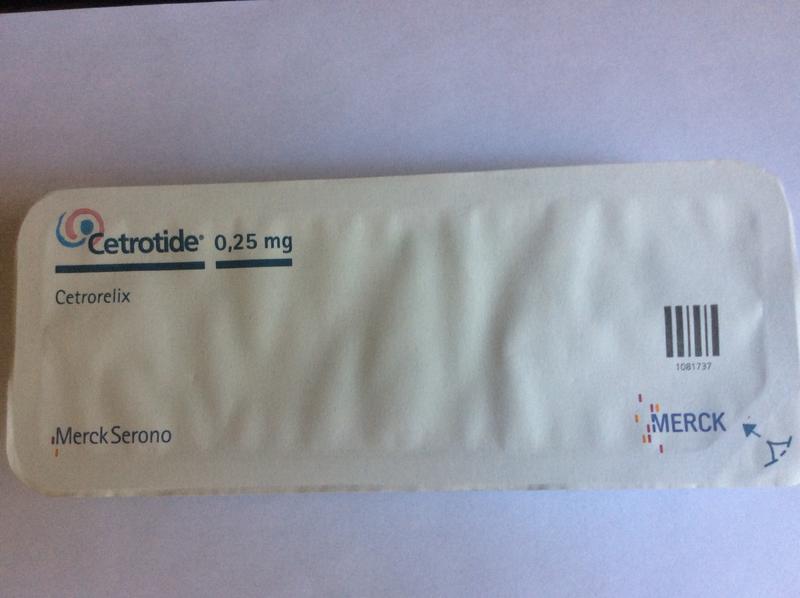 Cetrotide® 0,25 mg
Cetrorelix
1081737
MerckSerono
MERCK